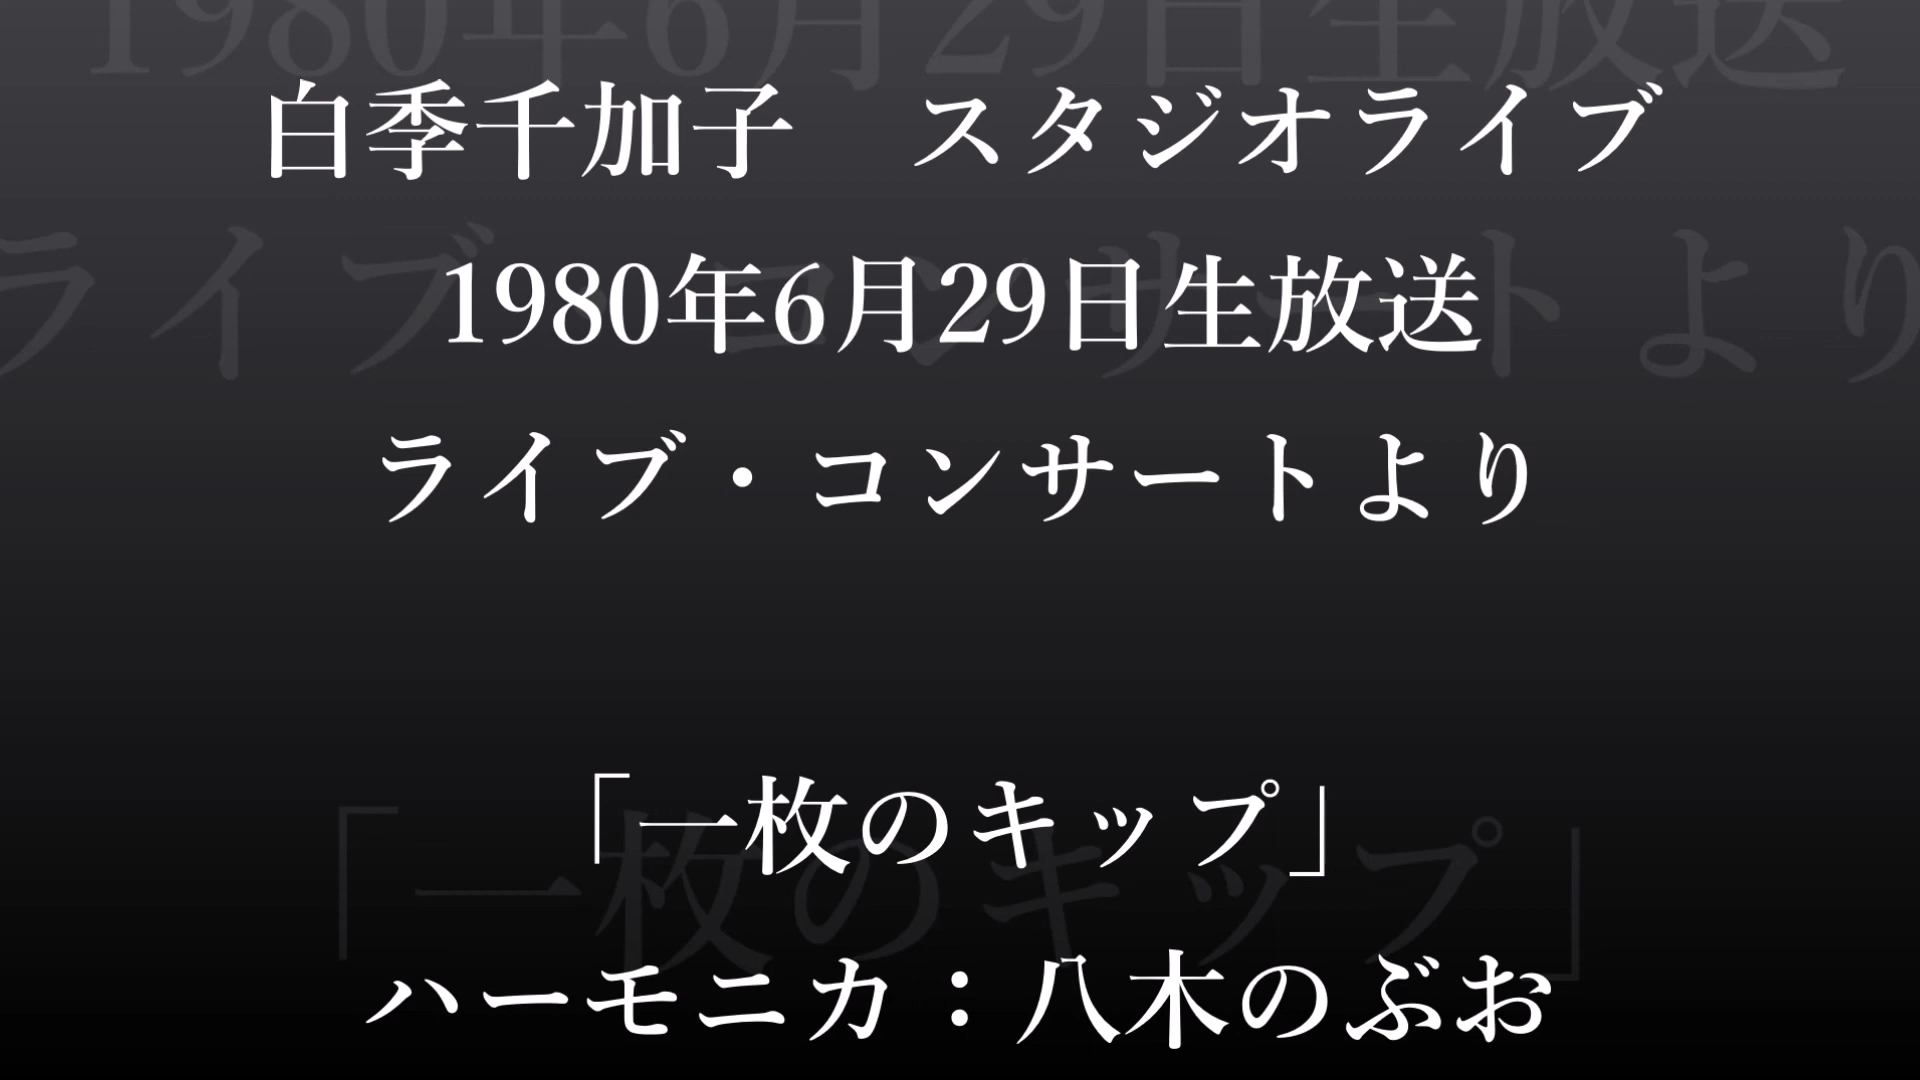 白季千加子　スタジオライブ
1980年6月29日生放送
ライブ・コンサートより
「一枚のキップ」
ハーモニカ：八木のぶお